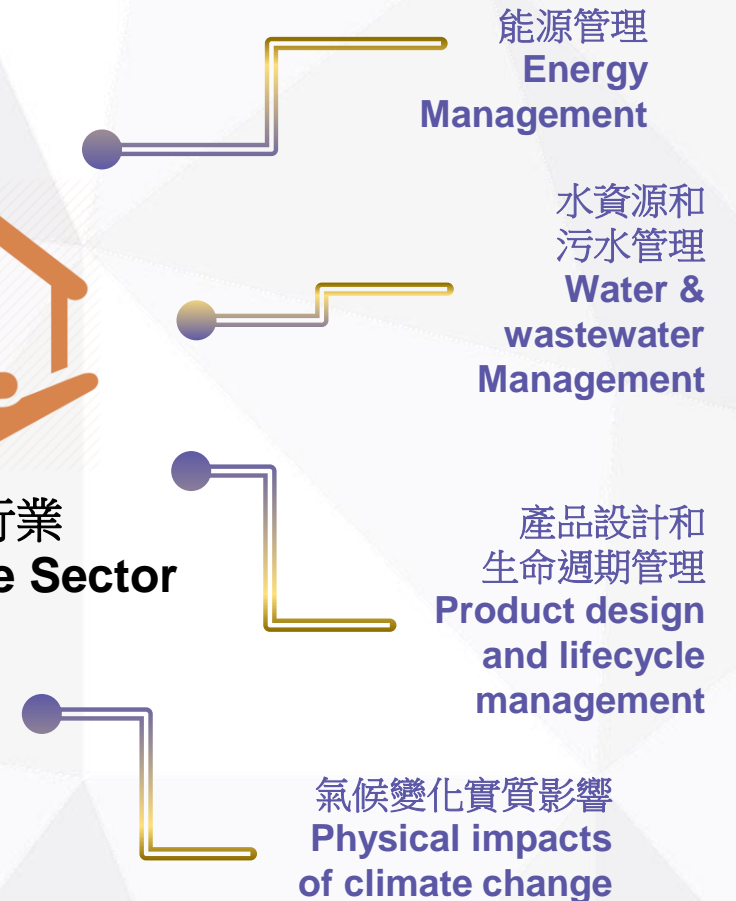 能源管理
Energy
Management
水資源和
污水管理
Water &
wastewater
Management
業
Sector
產品設計和
生命週期管理
Product design
and lifecycle
management
氣候變化實質影響
Physical impacts
of climate change